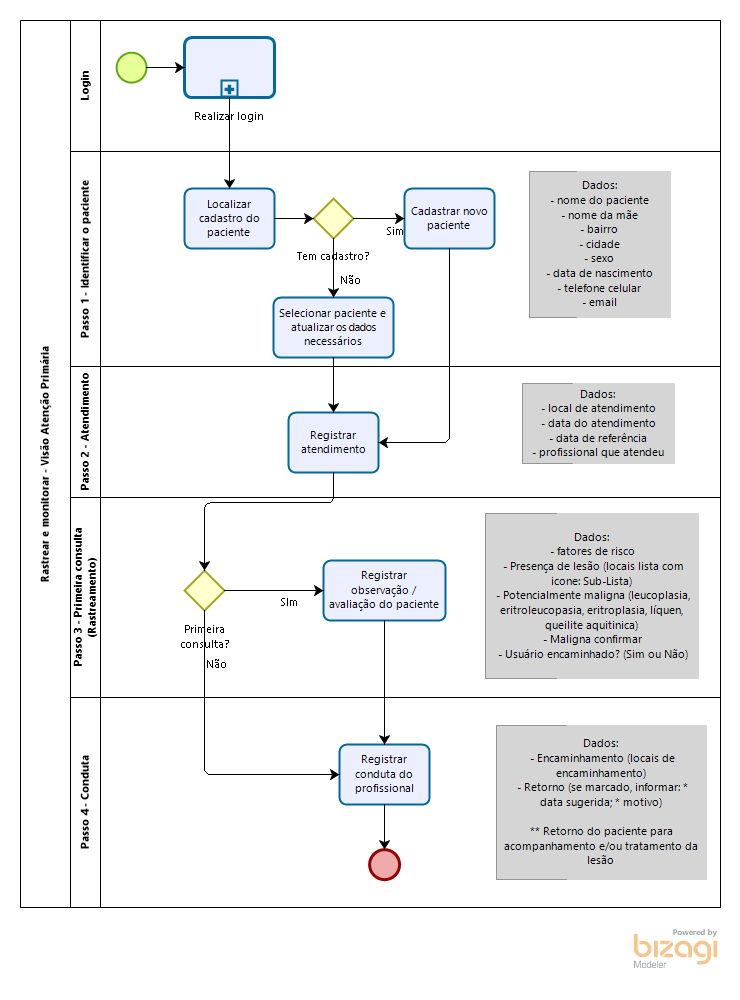 Rastrear e monitorar - Visão Atenção Primária
Login
Realizar login
Passo 1 - Identificar o paciente
Localizar
cadastro do
paciente
Tem cadastro?
Sim
Cadastrar novo
paciente
Não
Selecionar paciente e
atualizar os dados
necessários
Dados:
- nome do paciente
- nome da mãe
- bairro
- cidade
- sexo
- data de nascimento
- telefone celular
- email
Passo 2 - Atendimento
Registrar
atendimento
Dados:
- local de atendimento
- data do atendimento
- data de referência
- profissional que atendeu
Passo 3 - Primeira consulta
(Rastreamento)
Primeira
consulta?
SIm
Não
Registrar
observação /
avaliação do paciente
Dados:
- fatores de risco
- Presença de lesão (locais lista com
icone: Sub-Lista)
- Potencialmente maligna (leucoplasia,
eritroleucopasia, eritroplasia, líquen,
queilite aquitinica)
- Maligna confirmar
- Usuário encaminhado? (Sim ou Não)
Passo 4 - Conduta
Registrar
conduta do
profissional
Dados:
- Encaminhamento (locais de
encaminhamento)
- Retorno (se marcado, informar: *
data sugerida; * motivo)
** Retorno do paciente para
acompanhamento e/ou tratamento da
lesão
Powered by
bizagi
Modeler